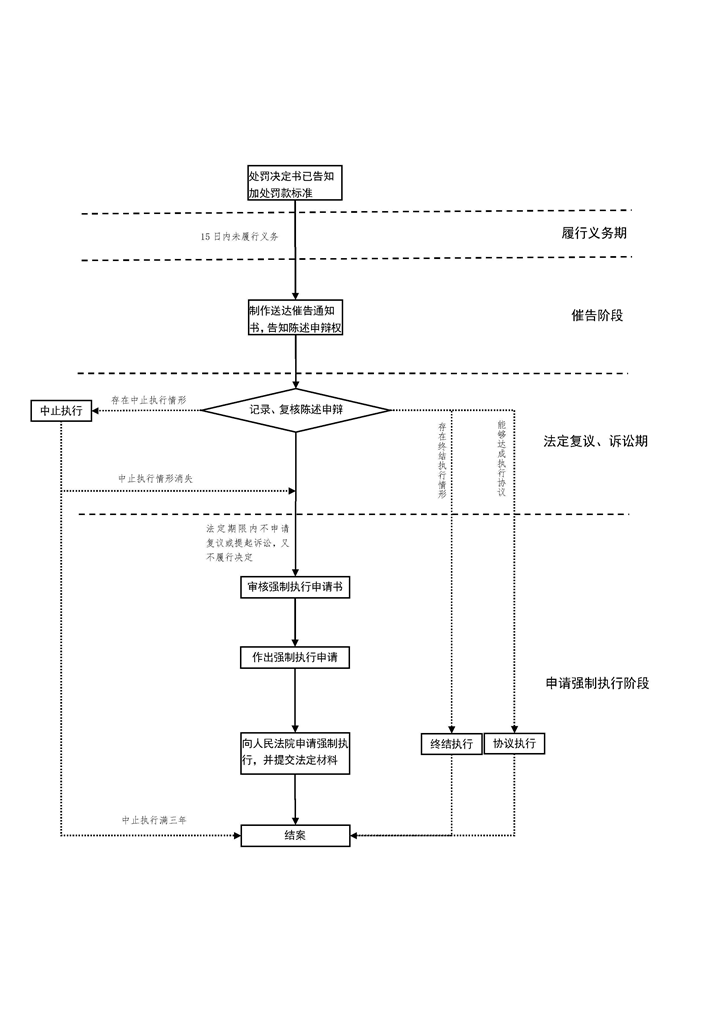 处罚决定书已告知
加处罚款标准
15日内未履行义务
履行义务期
制作送达催告通知
书，告知陈述申辩权
催告阶段
中止执行
存在中止执行情形
记录、复核陈述申辩
存在终结执行情形
能够达成执行协议
法定复议、诉讼期
中止执行情形消失
法定期限内不申请
复议或提起诉讼，又
不履行决定
审核强制执行申请书
作出强制执行申请
申请强制执行阶段
向人民法院申请强制执
行，并提交法定材料
终结执行
协议执行
中止执行满三年
结案